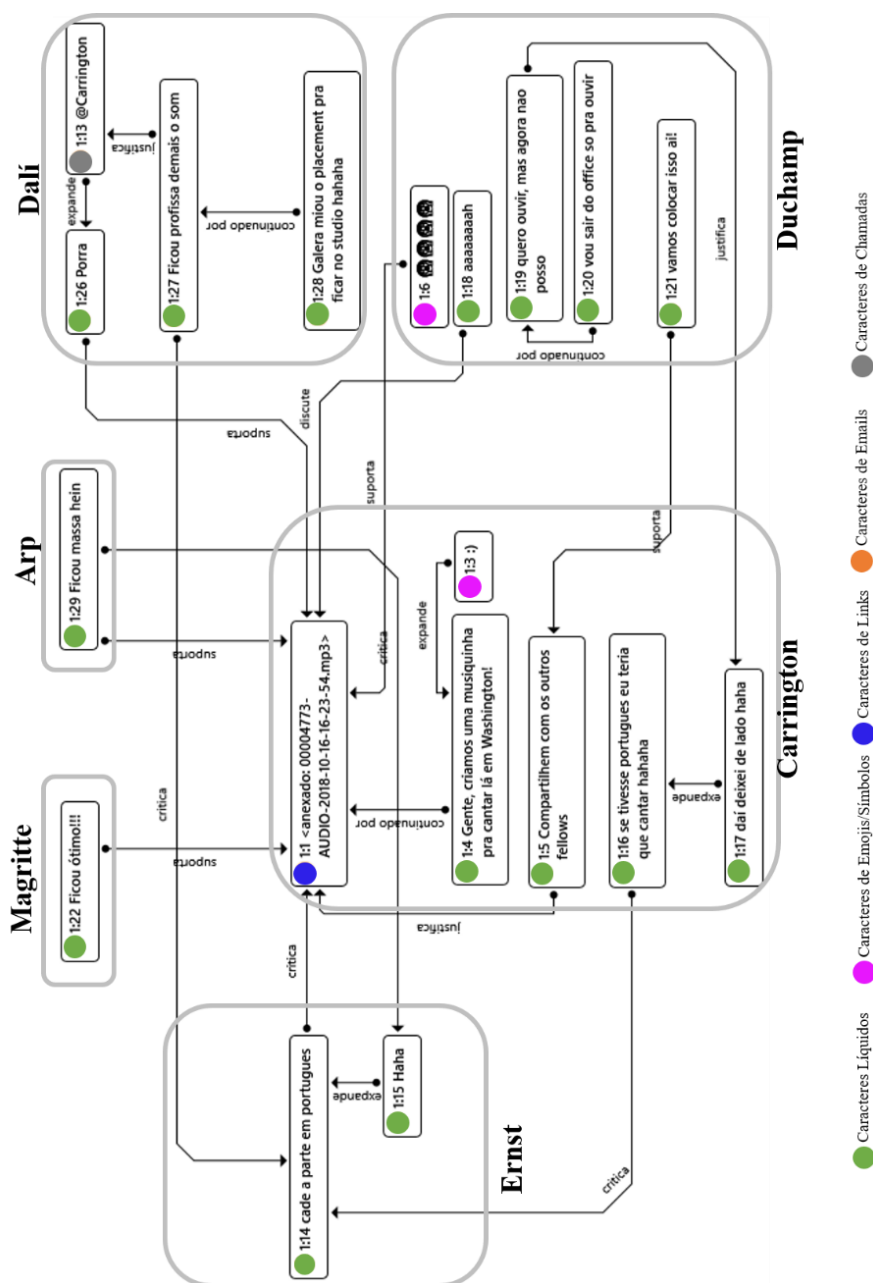 Magritte
Arp
Dalí
1:22 Ficou ótimo!!!
1:29 Ficou massa hein
1:26 Porra
expande
1:13 @Carrington
justifica
1:27 Ficou profissa demais o som
continuado por
1:28 Galera miou o placement pra
ficar no studio hahaha
critica
suporta
suporta
suporta
discute
suporta
critica
1:14 cade a parte em portugues
expande
1:15 Haha
Ernst
critica
critica
1:1 <anexado: 00004773-
AUDIO-2018-10-16-16-23-54.mp3>
continuado por
justifica
1:4 Gente, criamos uma musiquinha
pra cantar lá em Washington!
expande
1:3 :)
1:5 Compartilhem com os outros
fellows
1:16 se tivesse portugues eu teria
que cantar hahaha
expande
1:17 daí deixei de lado haha
Carrington
suporta
1:6
1:18 aaaaaaaaah
1:19 quero ouvir, mas agora nao
posso
continuado por
1:20 vou sair do office so pra ouvir
1:21 vamos colocar isso ai!
justifica
Duchamp
Caracteres Líquidos
Caracteres de Emojis/Símbolos
Caracteres de Links
Caracteres de Emails
Caracteres de Chamadas